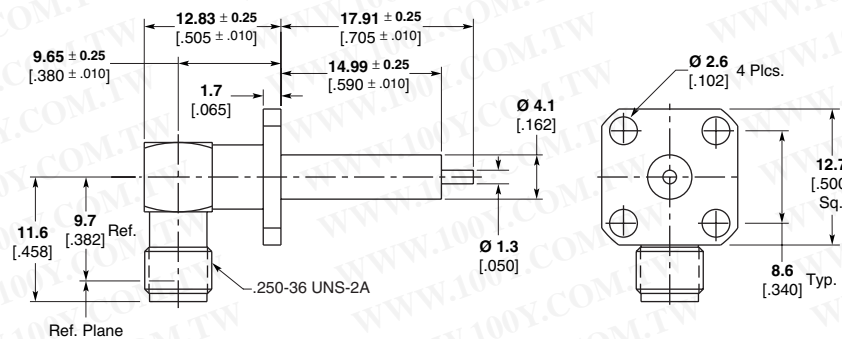 12.83 ± 0.25
[.505 ± .010]
17.91 ± 0.25
[.705 ± .010]
9.65 ± 0.25
[.380 ± .010]
14.99 ± 0.25
[.590 ± .010]
1.7
[.065]
Ø 4.1
[.162]
Ø 2.6
[.102]
4 Plcs.
12.7
[.500
Sq.
11.6
[.458]
9.7
[.382]
Ref.
Ø 1.3
[.050]
8.6
[.340]
Typ.
.250-36 UNS-2A
Ref. Plane
WWW.100Y.COM.TW